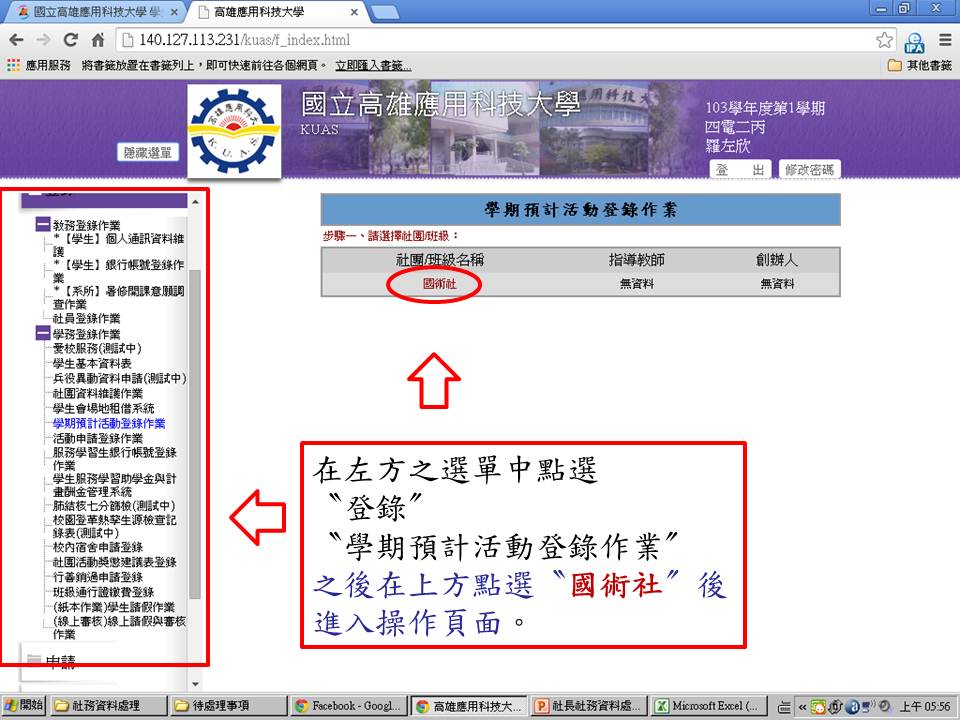 國立高雄應用科技大學 學
高雄應用科技大學
140.127.113.231/kuas/f_index.html
應用服務 將書籤放置在書籤列上，即可快速前往各個網頁。 立即匯入書籤...
其他書籤
國立高雄應用科技大學
KUAS
103學年度第1學期
四電二丙
羅左欣
隱藏選單
登 出
修改密碼
教務登錄作業
*【學生】個人通訊資料維
護
*【學生】銀行帳號登錄作
業
*【系所】暑修開課意願調
查作業
社員登錄作業
學務登錄作業
愛校服務(測試中)
學生基本資料表
兵役異動資料申請(測試中)
社團資料維護作業
學生會場地租借系統
學期預計活動登錄作業
活動申請登錄作業
服務學習生銀行帳號登錄
作業
學生服務學習助學金與計
畫酬金管理系統
肺結核七分篩檢(測試中)
校園登革熱孳生源檢查記
錄表(測試中)
校內宿舍申請登錄
社團活動獎懲建議表登錄
行善銷過申請登錄
班級通行證繳費登錄
(紙本作業)學生請假作業
(線上審核)線上請假與審核
作業
申請
學期預計活動登錄作業
步驟一、請選擇社團/班級：
社團/班級名稱 指導教師 創辦人
國術社 無資料 無資料
在左方之選單中點選
〝登錄〞
〝學期預計活動登錄作業〞
之後在上方點選〝國術社〞後
進入操作頁面。
開始
社務資料處理
待處理事項
Facebook - Googl...
高雄應用科技大...
社長社務資料處...
Microsoft Excel (...
上午 05:56